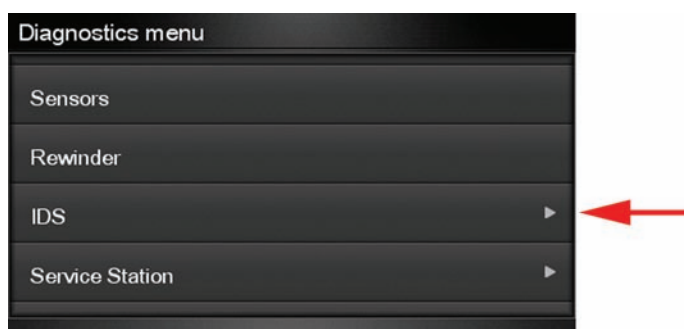 Diagnostics menu
Sensors
Rewinder
IDS
Service Station